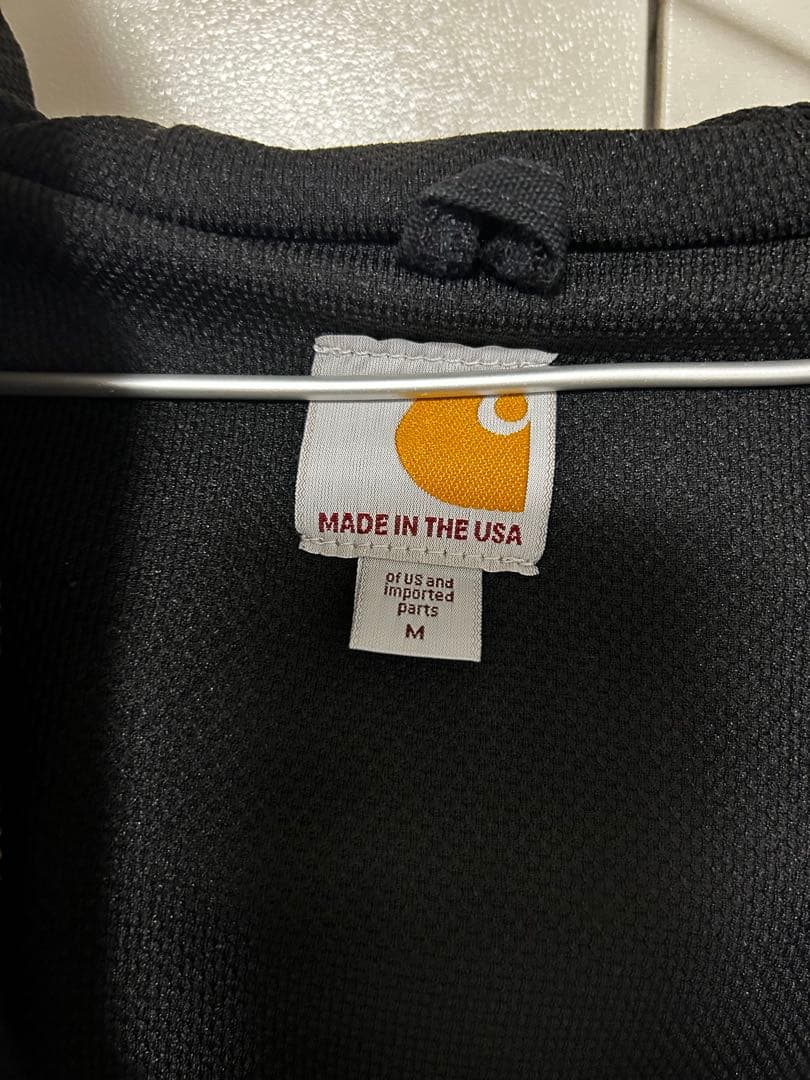 MADE IN THE USA
of US and
imported
parts
M